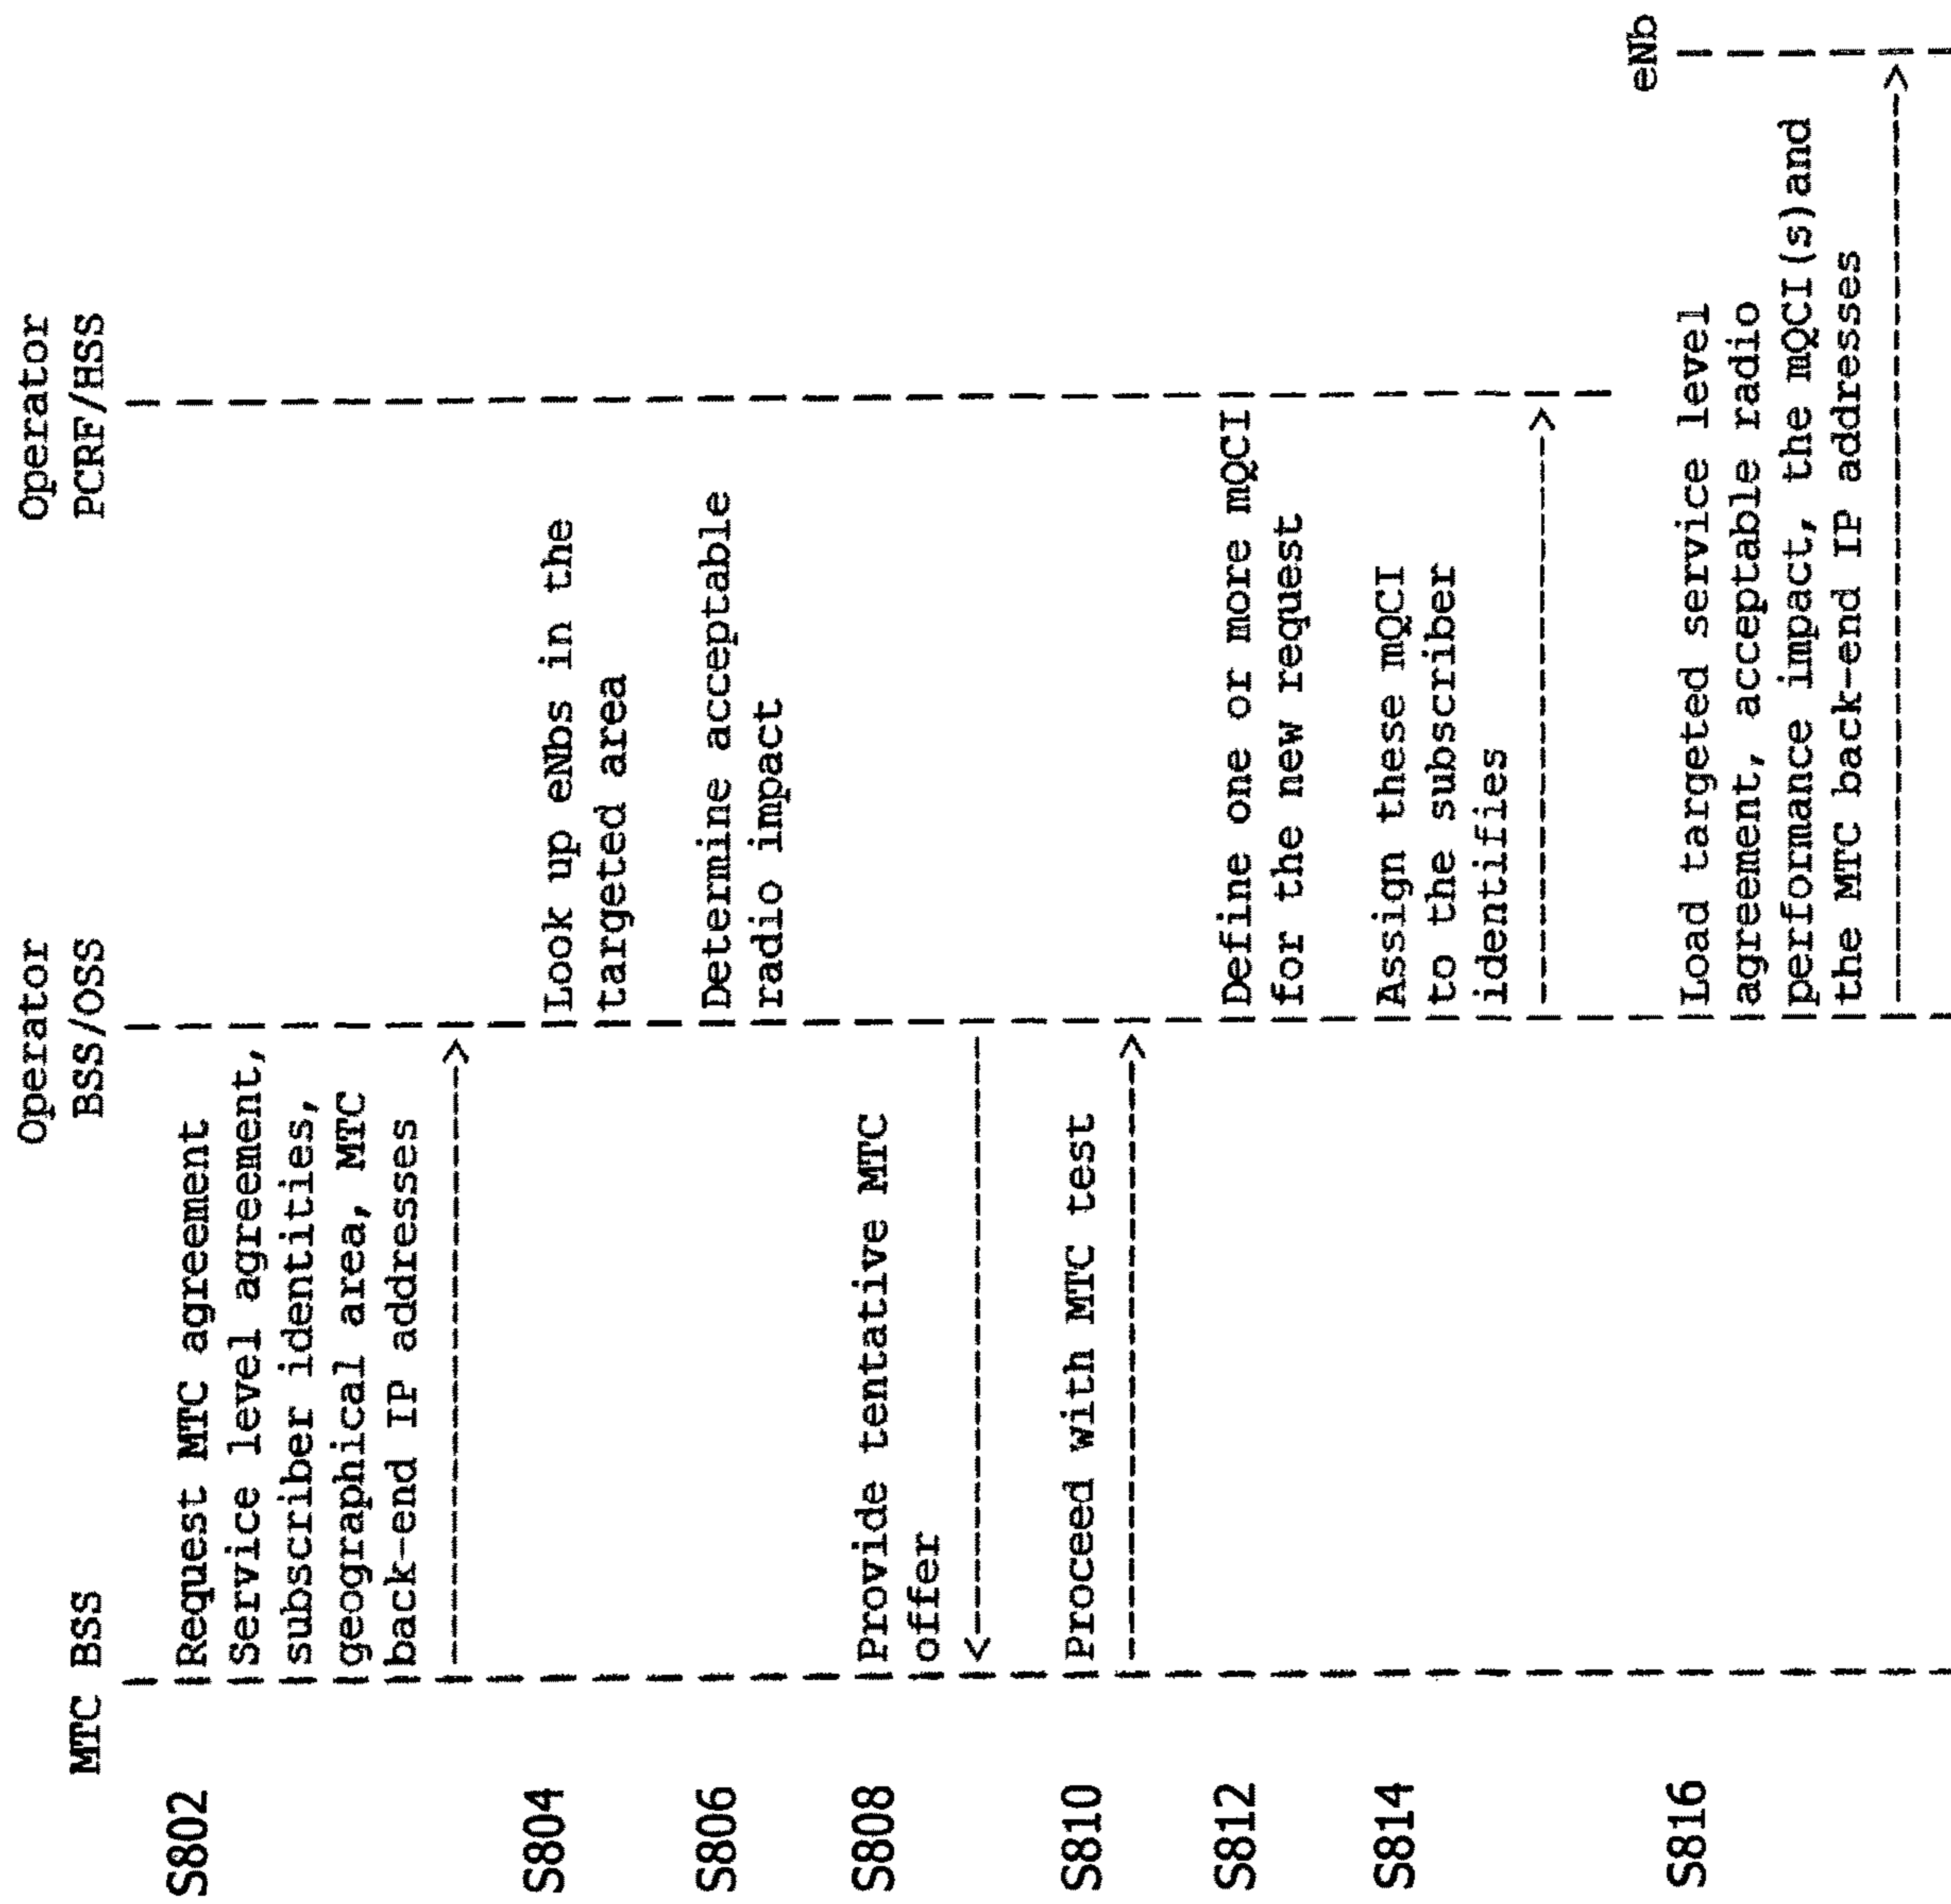 MTC BSS
Operator
BSS/OSS
Operator
PCRF/HSS
S802
Request MTC agreement
Service level agreement,
subscriber identities,
geographical area, MTC
back-end IP addresses
S804
Look up eNbs in the
targeted area
S806
Determine acceptable
radio impact
S808
Provide tentative MTC
offer
S810
Proceed with MTC test
S812
Define one or more mQCI
for the new request
S814
Assign these mQCI
to the subscriber
identifies
eNb
S816
Load targeted service level
agreement, acceptable radio
performance impact, the mQCI(s)and
the MTC back-end IP addresses